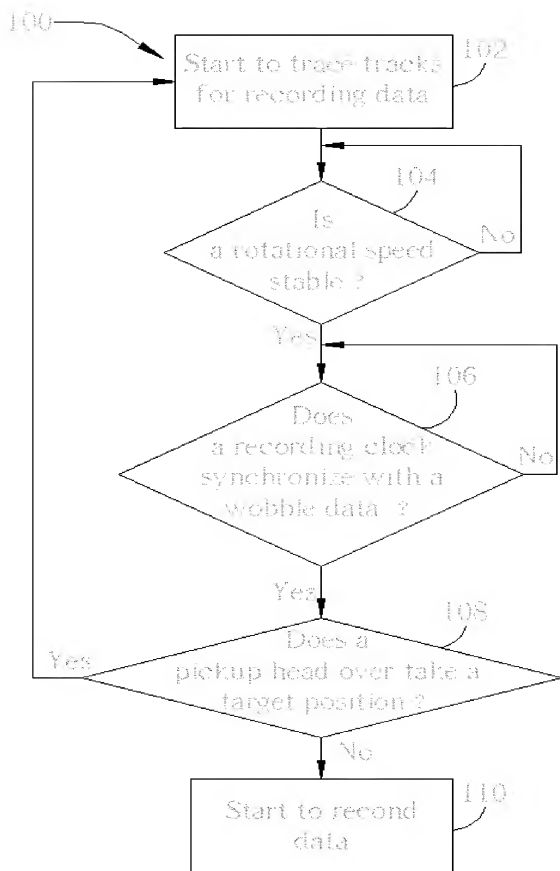 100
102
Start to trace tracks
for recording data
104
Is
a rotational speed
stable ?
No
Yes
106
Does
a recording clock
synchronize with a
wobble data ?
No
Yes
108
Does a
pickup head over take a
target position ?
Yes
No
110
Start to record
data